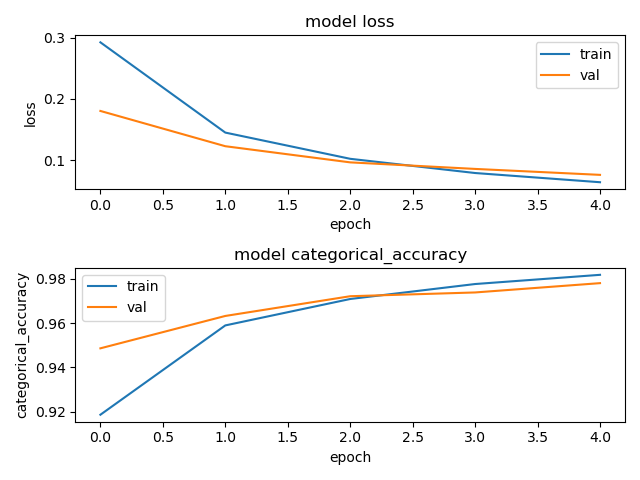 model loss
0.3
0.2
0.1
loss
train
val
0.0 0.5 1.0 1.5 2.0 2.5 3.0 3.5 4.0
epoch
model categorical_accuracy
0.98
0.96
0.94
0.92
categorical_accuracy
train
val
0.0 0.5 1.0 1.5 2.0 2.5 3.0 3.5 4.0
epoch